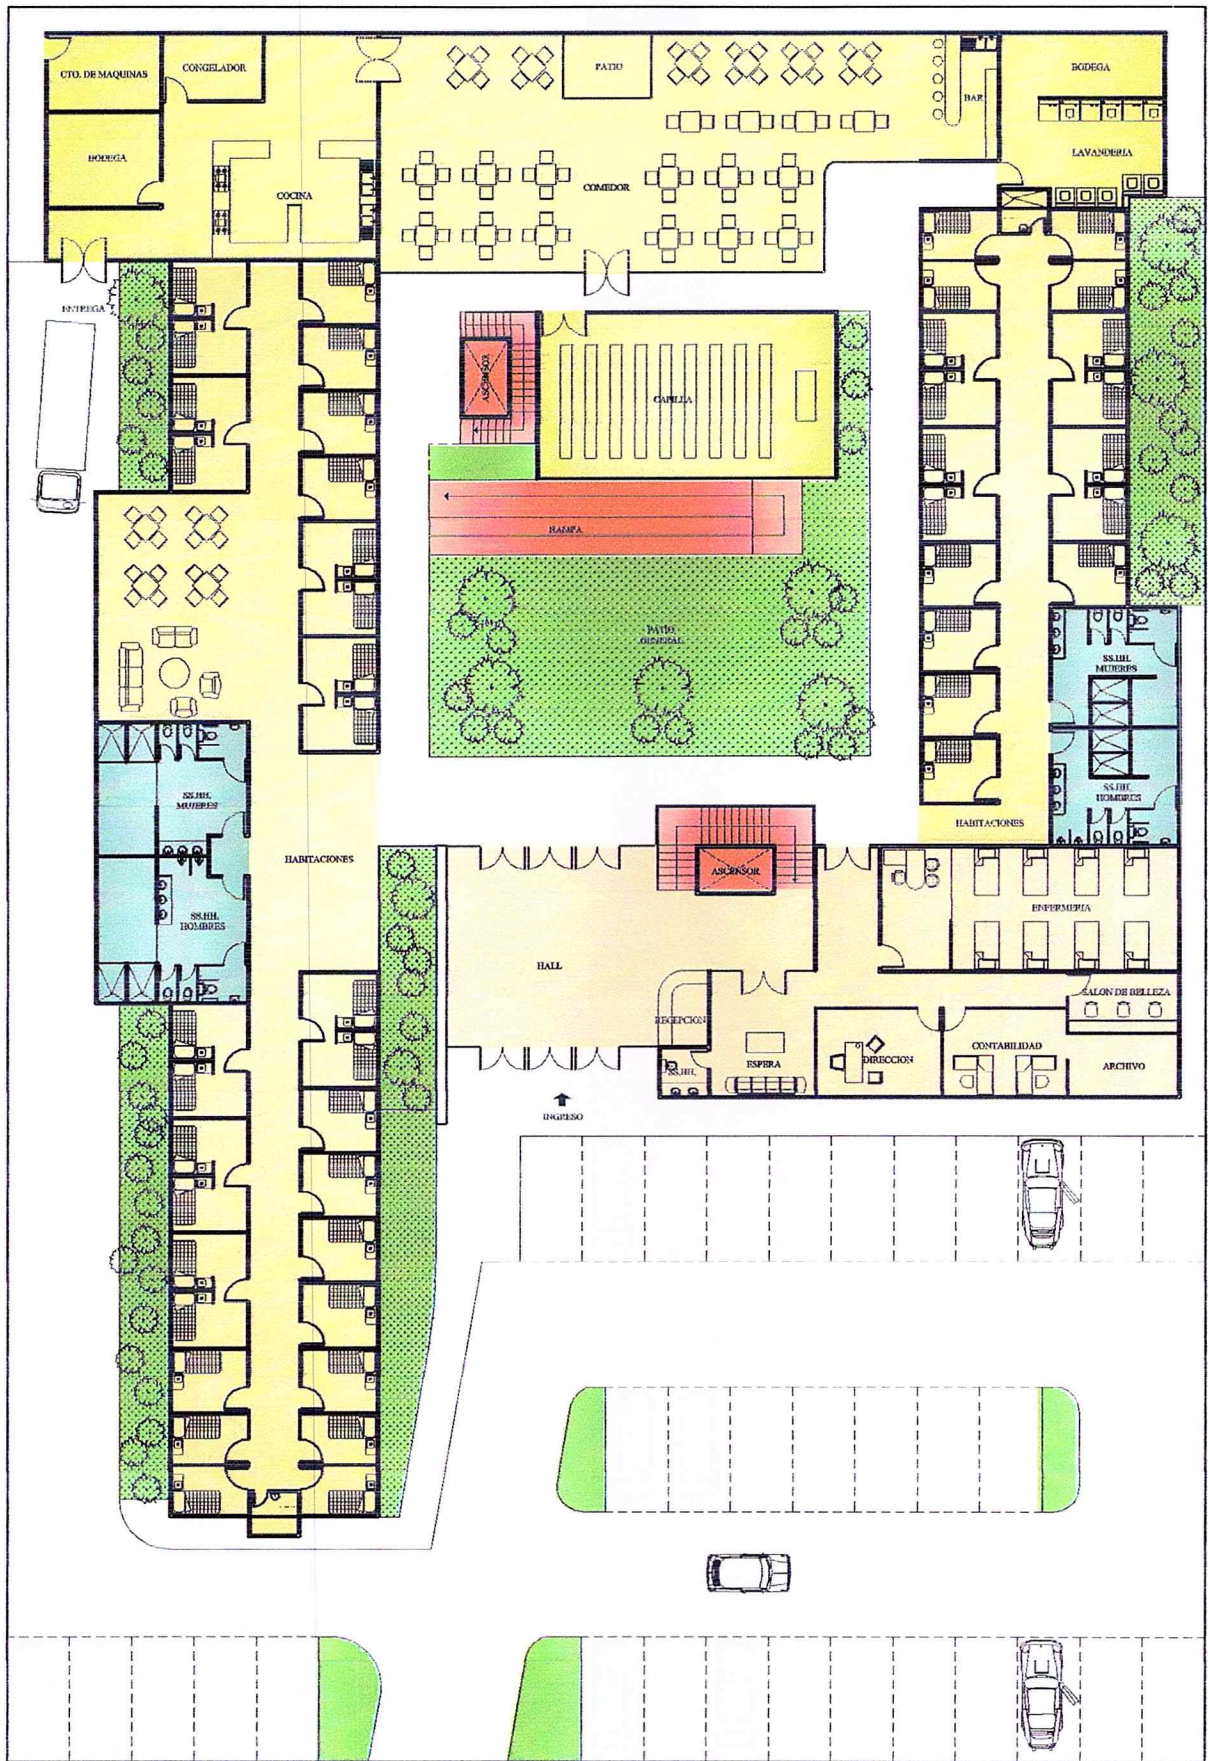 CTO. DE MAQUINAS
CONGELADOR
PATIO
BODEGA
BAR
BODEGA
LAVANDERIA
COCINA
COMEDOR
ENTREGA
ASCENSOR
CAPILLA
RAMPA
PATIO
GENERAL
SS.HH.
MUJERES
SS.HH.
MUJERES
SS.HH.
HOMBRES
HABITACIONES
HABITACIONES
ASCENSOR
SS.HH.
HOMBRES
ENFERMERIA
HALL
RECEPCION
SALON DE BELLEZA
SS.HH.
ESPERA
DIRECCION
CONTABILIDAD
ARCHIVO
INGRESO